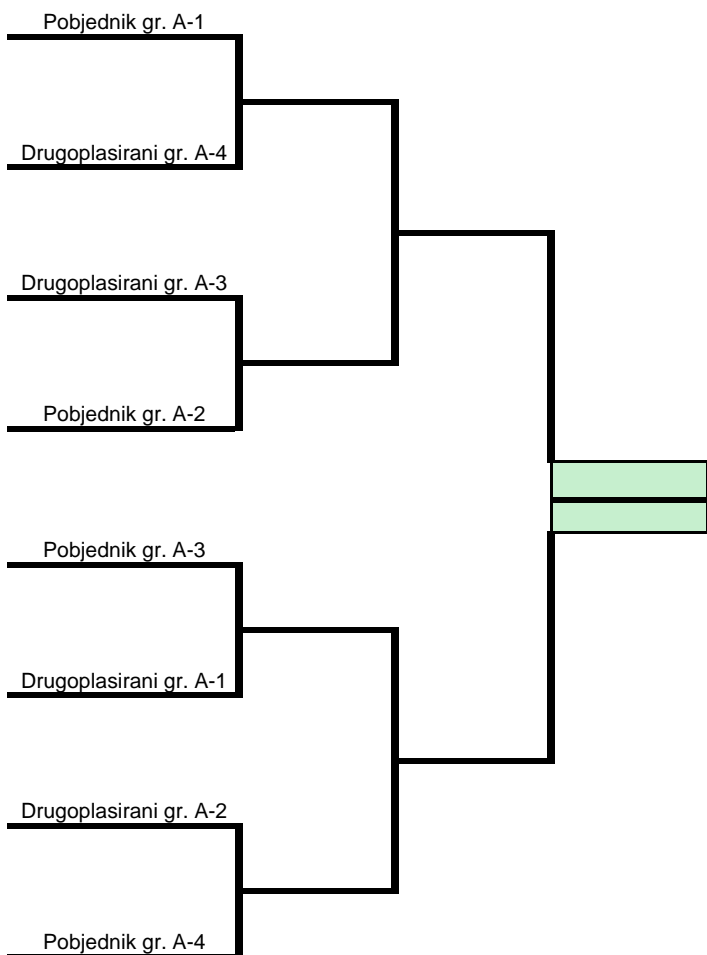 Pobjednik gr. A-1
Drugoplasirani gr. A-4
Drugoplasirani gr. A-3
Pobjednik gr. A-2
Pobjednik gr. A-3
Drugoplasirani gr. A-1
Drugoplasirani gr. A-2
Pobjednik gr. A-4